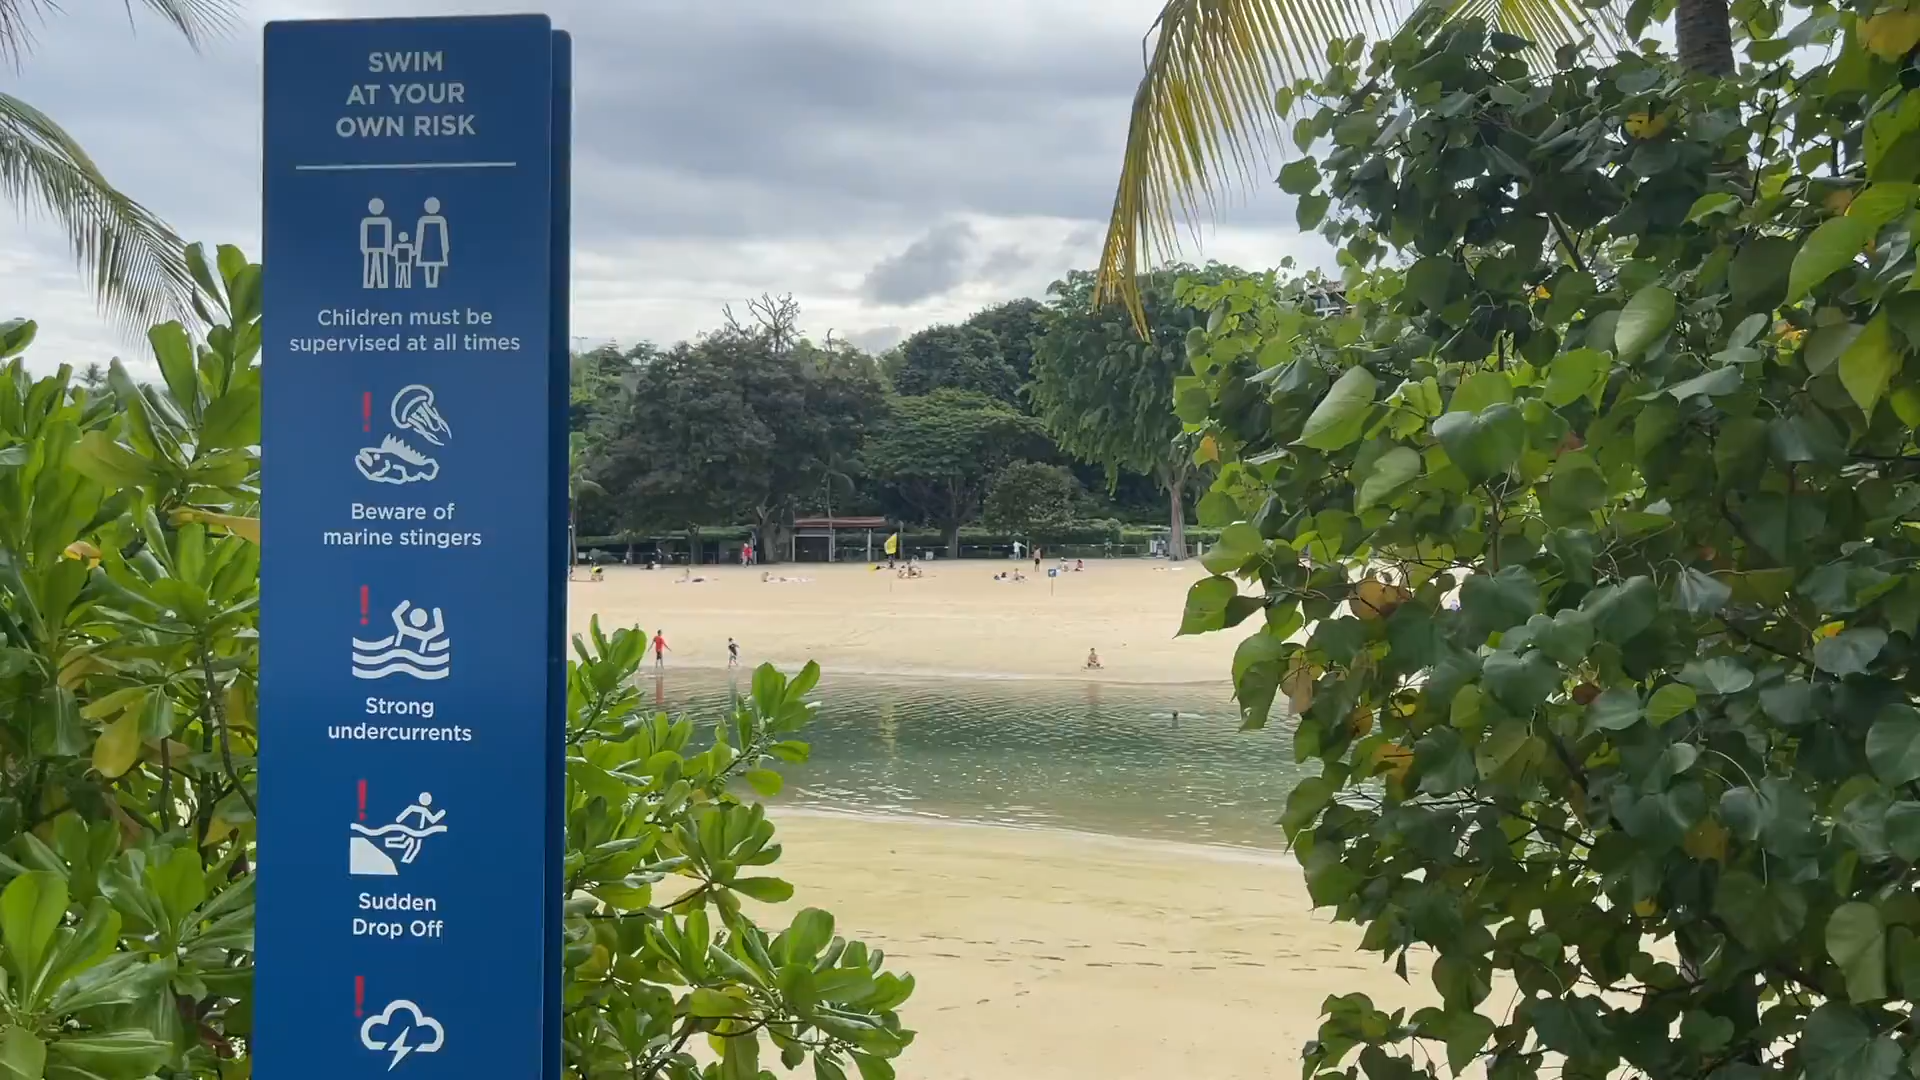 SWIM
AT YOUR
OWN RISK
Children must be
supervised at all times
Beware of
marine stingers
Strong
undercurrents
Sudden
Drop Off